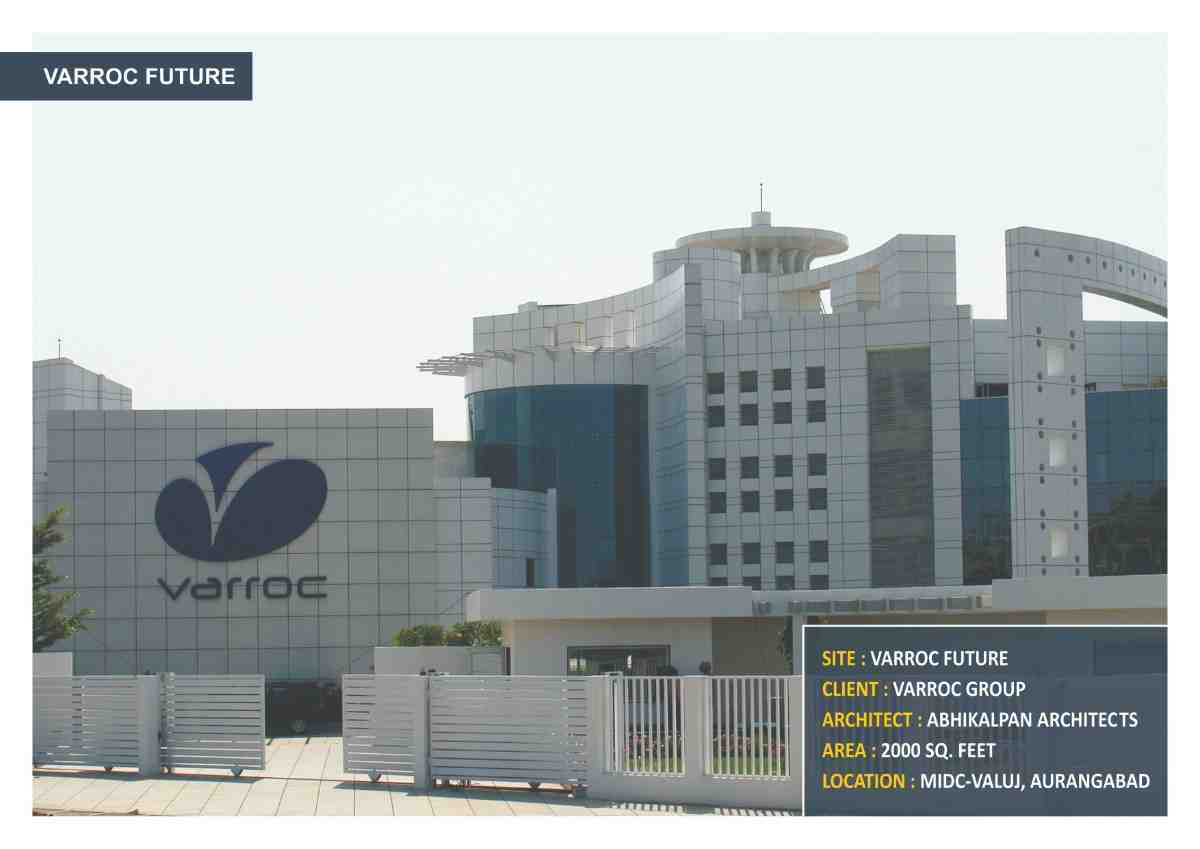 VARROC FUTURE
varroc
SITE : VARROC FUTURE
CLIENT : VARROC GROUP
ARCHITECT : ABHIKALPAN ARCHITECTS
AREA : 2000 SQ. FEET
LOCATION : MIDC-VALUJ, AURANGABAD